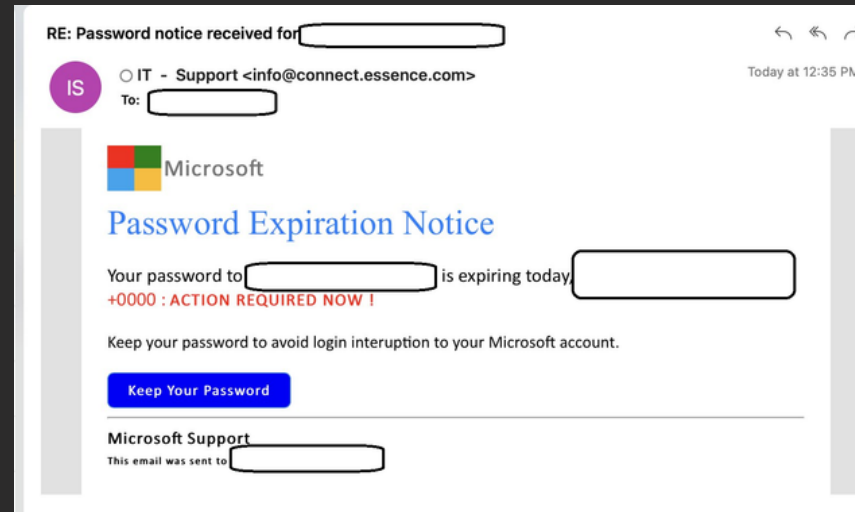 RE: Password notice received for
IS
IT - Support <info@connect.essence.com>
Today at 12:35 PM
To:
Microsoft
Password Expiration Notice
Your password to is expiring today,
+0000 : ACTION REQUIRED NOW !
Keep your password to avoid login interuption to your Microsoft account.
Keep Your Password
Microsoft Support
This email was sent to